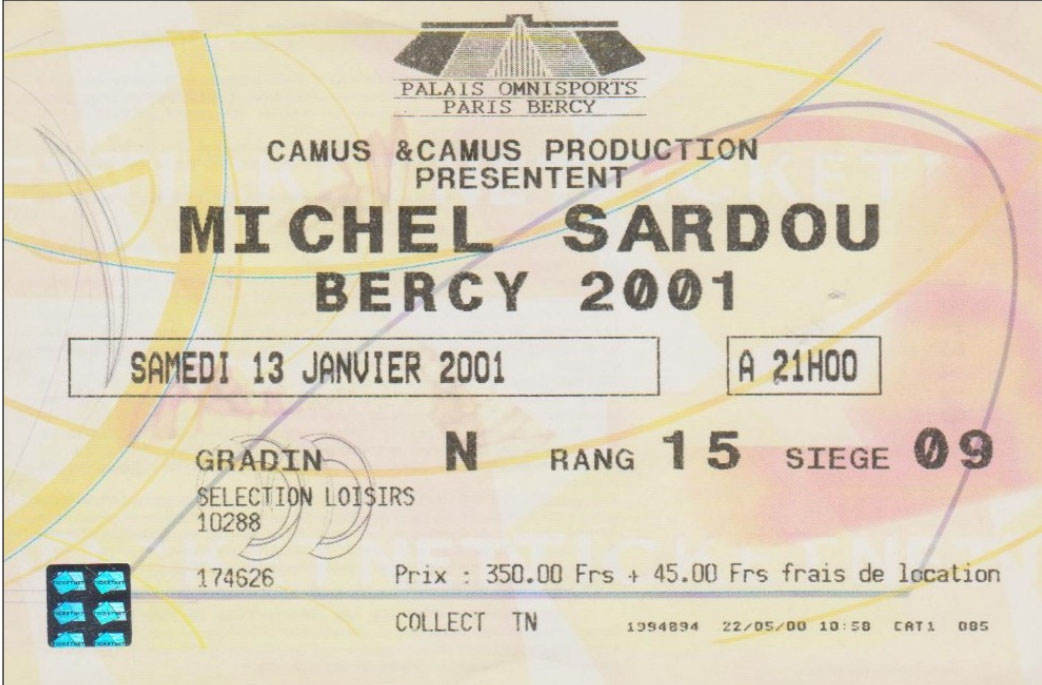 PALAIS OMNISPORTS
PARIS BERCY
CAMUS &CAMUS PRODUCTION
PRESENTENT
MICHEL SARDOU
BERCY 2001
SAMEDI 13 JANVIER 2001 A 21H00
GRADIN N RANG 15 SIEGE 09
SELECTION LOISIRS
10288
174626 Prix : 350.00 Frs + 45.00 Frs frais de location
COLLECT TN 1994894 22/05/00 10:58 CAT1 085